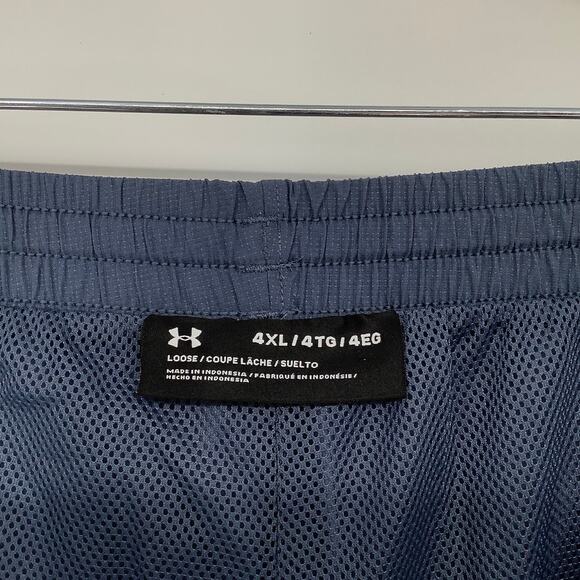 4XL / 4TG / 4EG
LOOSE / COUPE LÂCHE / SUELTO
MADE IN INDONESIA / FABRIQUÉ EN INDONÉSIE /
HECHO EN INDONESIA